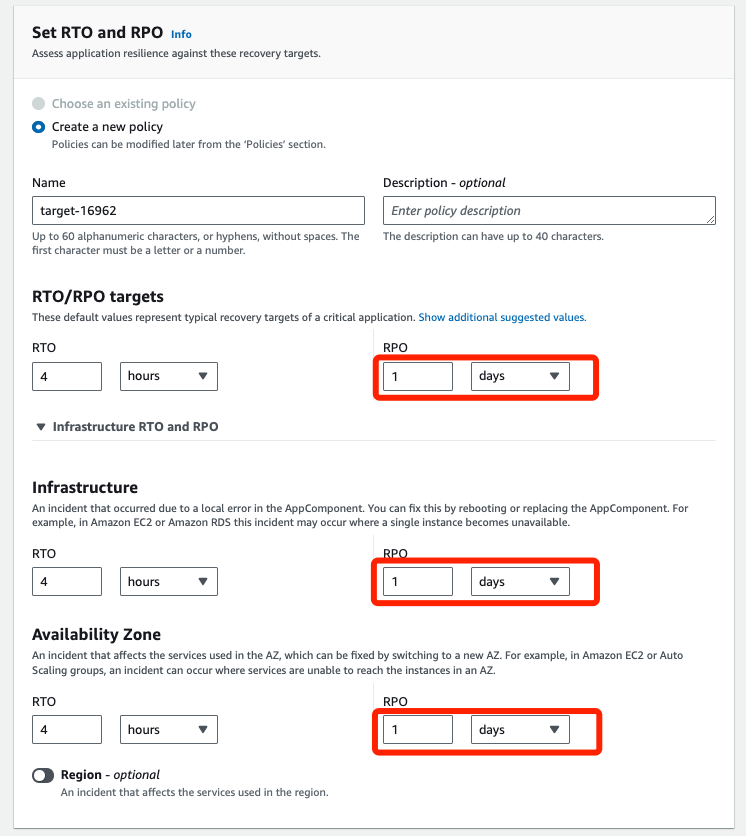 Set RTO and RPO Info
Assess application resilience against these recovery targets.
Choose an existing policy
Create a new policy
Policies can be modified later from the 'Policies' section.
Name
Description - optional
target-16962
Enter policy description
Up to 60 alphanumeric characters, or hyphens, without spaces. The
first character must be a letter or a number.
The description can have up to 40 characters.
RTO/RPO targets
These default values represent typical recovery targets of a critical application. Show additional suggested values.
RTO
RPO
4 hours
1 days
Infrastructure RTO and RPO
Infrastructure
An incident that occurred due to a local error in the AppComponent. You can fix this by rebooting or replacing the AppComponent. For
example, in Amazon EC2 or Amazon RDS this incident may occur where a single instance becomes unavailable.
RTO
RPO
4 hours
1 days
Availability Zone
An incident that affects the services used in the AZ, which can be fixed by switching to a new AZ. For example, in Amazon EC2 or Auto
Scaling groups, an incident can occur where services are unable to reach the instances in an AZ.
RTO
RPO
4 hours
1 days
Region - optional
An incident that affects the services used in the region.